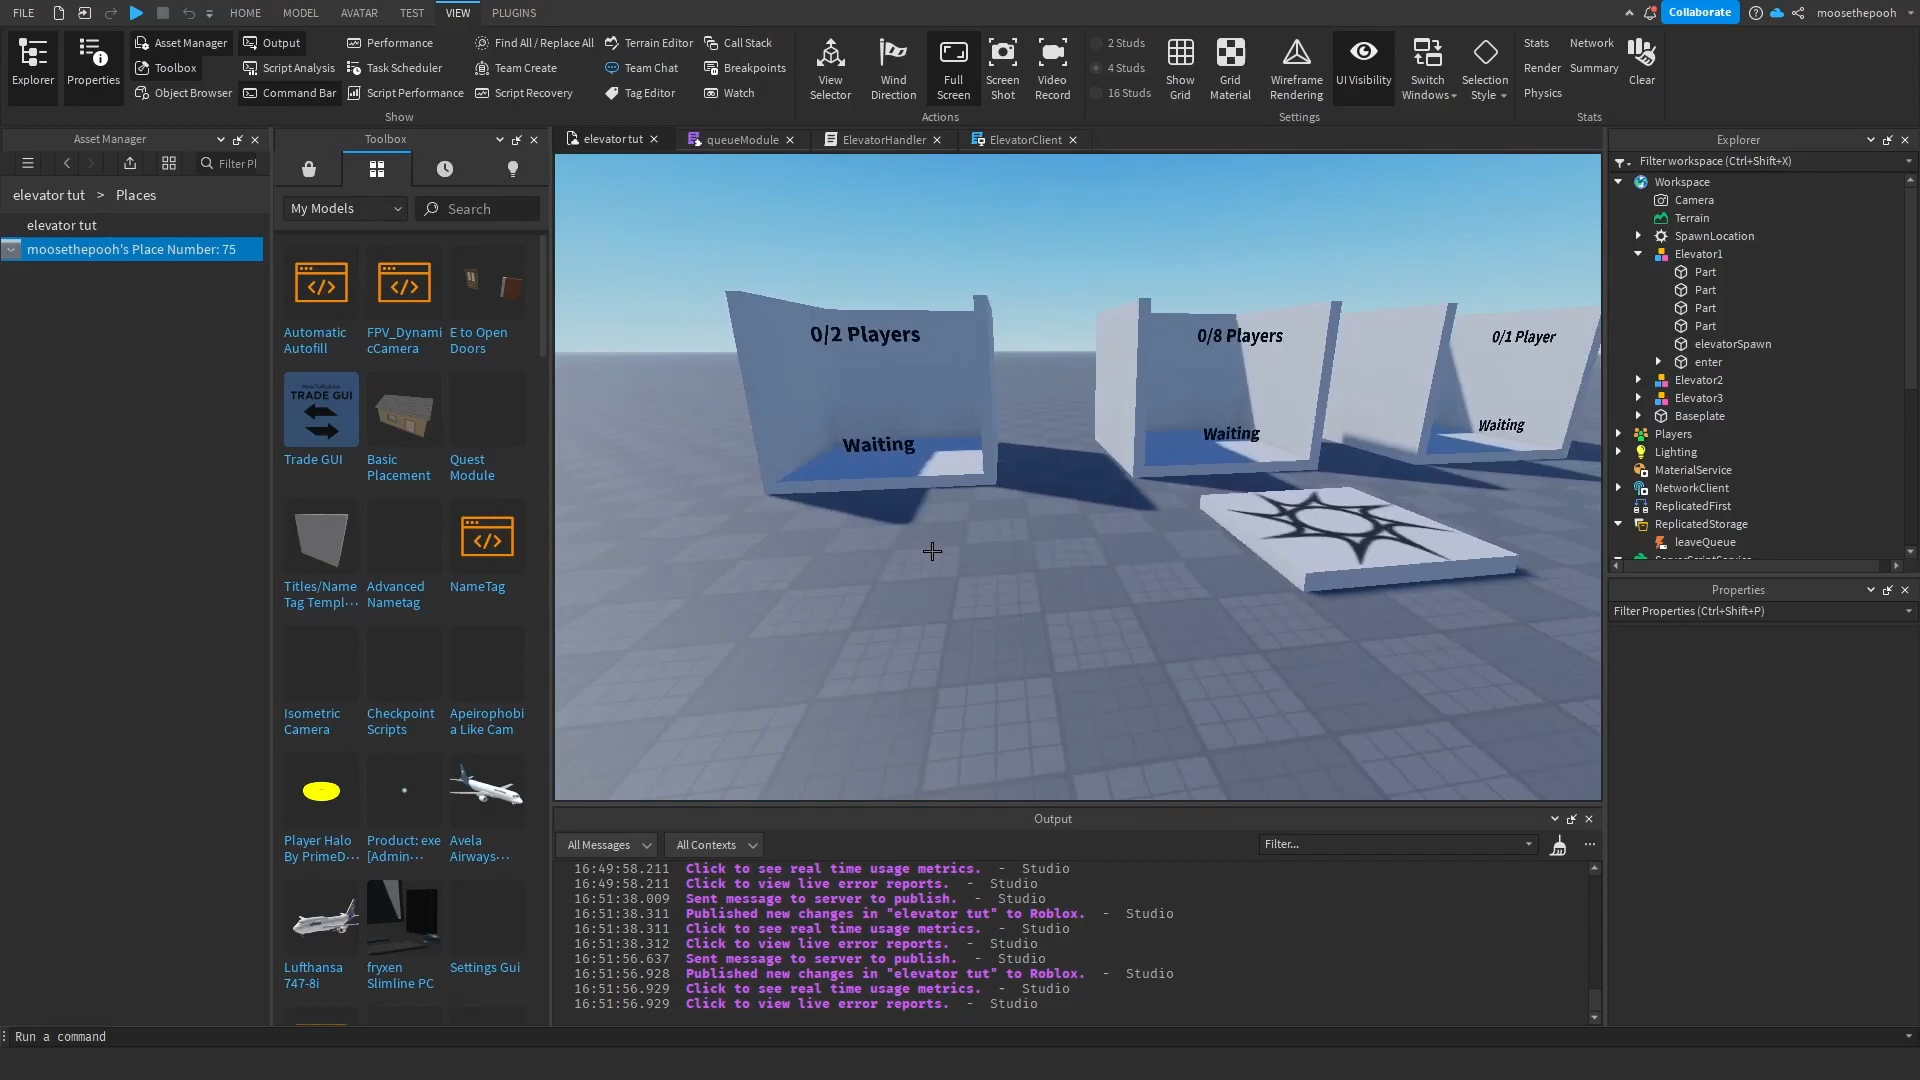 FILE
HOME
MODEL
AVATAR
TEST
VIEW
PLUGINS
Collaborate
moosethepooh
Explorer
Properties
Asset Manager
Toolbox
Object Browser
Output
Script Analysis
Command Bar
Performance
Task Scheduler
Script Performance
Find All / Replace All
Team Create
Script Recovery
Terrain Editor
Team Chat
Tag Editor
Call Stack
Breakpoints
Watch
Show
View
Selector
Wind
Direction
Full
Screen
Screen
Shot
Video
Record
Actions
2 Studs
4 Studs
16 Studs
Show
Grid
Grid
Material
Wireframe
Rendering
UI Visibility
Switch
Windows
Selection
Style
Settings
Stats
Render
Physics
Network
Summary
Clear
Stats
Asset Manager
Filter Pl
elevator tut > Places
elevator tut
moosethepooh's Place Number: 75
Toolbox
My Models
Search
Automatic
Autofill
FPV_Dynami
cCamera
E to Open
Doors
TRADE GUI
Trade GUI
Basic
Placement
Quest
Module
Titles/Name
Tag Templ...
Advanced
Nametag
NameTag
Isometric
Camera
Checkpoint
Scripts
Apeirophobi
a Like Cam
Player Halo
By PrimeD...
Product: exe
[Admin...
Avela
Airways...
Lufthansa
747-8i
fryxen
Slimline PC
Settings Gui
elevator tut
queueModule
ElevatorHandler
ElevatorClient
0/2 Players
Waiting
0/8 Players
Waiting
0/1 Player
Waiting
Output
All Messages
All Contexts
Filter...
16:49:58.211 Click to see real time usage metrics. - Studio
16:49:58.211 Click to view live error reports. - Studio
16:51:38.009 Sent message to server to publish. - Studio
16:51:38.311 Published new changes in "elevator tut" to Roblox. - Studio
16:51:38.311 Click to see real time usage metrics. - Studio
16:51:38.312 Click to view live error reports. - Studio
16:51:56.637 Sent message to server to publish. - Studio
16:51:56.928 Published new changes in "elevator tut" to Roblox. - Studio
16:51:56.929 Click to see real time usage metrics. - Studio
16:51:56.929 Click to view live error reports. - Studio
Explorer
Filter workspace (Ctrl+Shift+X)
Workspace
Camera
Terrain
SpawnLocation
Elevator1
Part
Part
Part
Part
elevatorSpawn
enter
Elevator2
Elevator3
Baseplate
Players
Lighting
MaterialService
NetworkClient
ReplicatedFirst
ReplicatedStorage
leaveQueue
Properties
Filter Properties (Ctrl+Shift+P)
Run a command